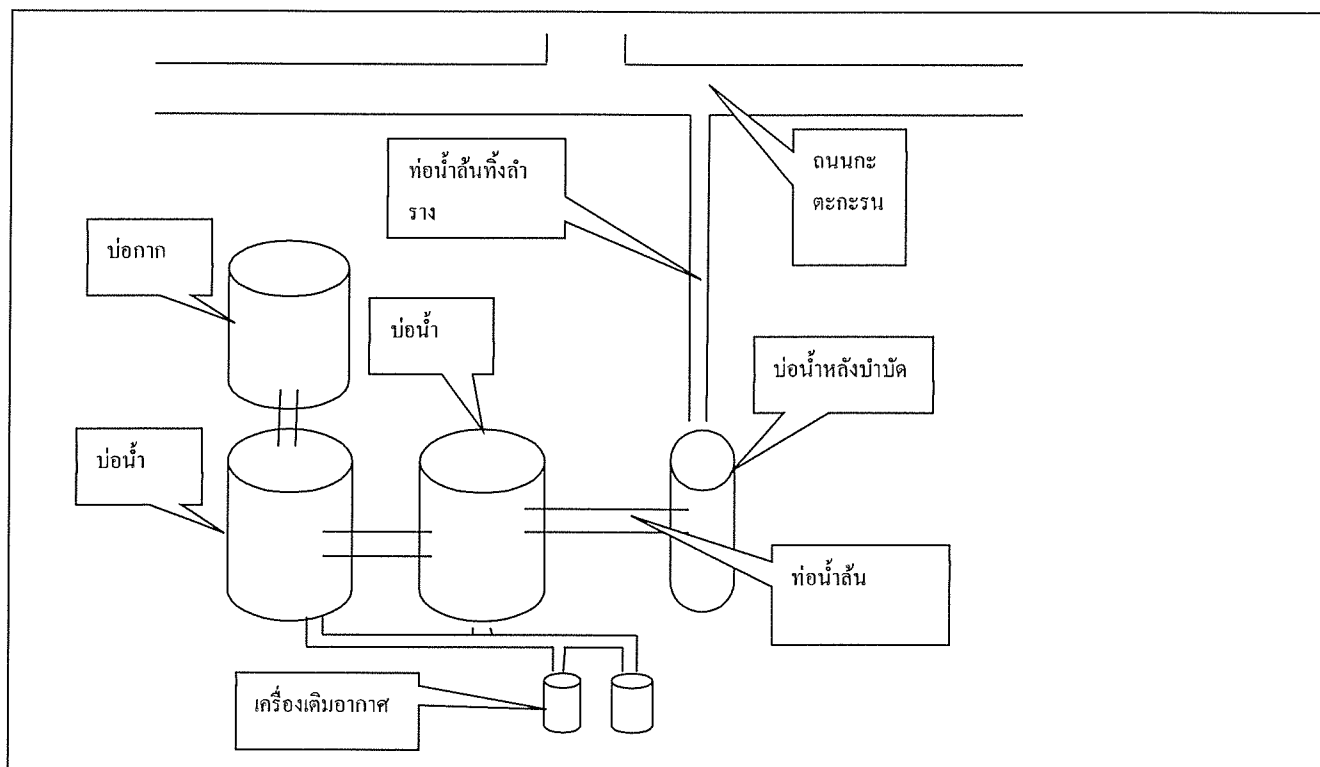 ท่อน้ำล้นทิ้งลำ
ราง
ถนนกะ
ตะกะรน
บ่อกาก
บ่อน้ำ
บ่อน้ำหลังบำบัด
บ่อน้ำ
ท่อน้ำล้น
เครื่องเติมอากาศ